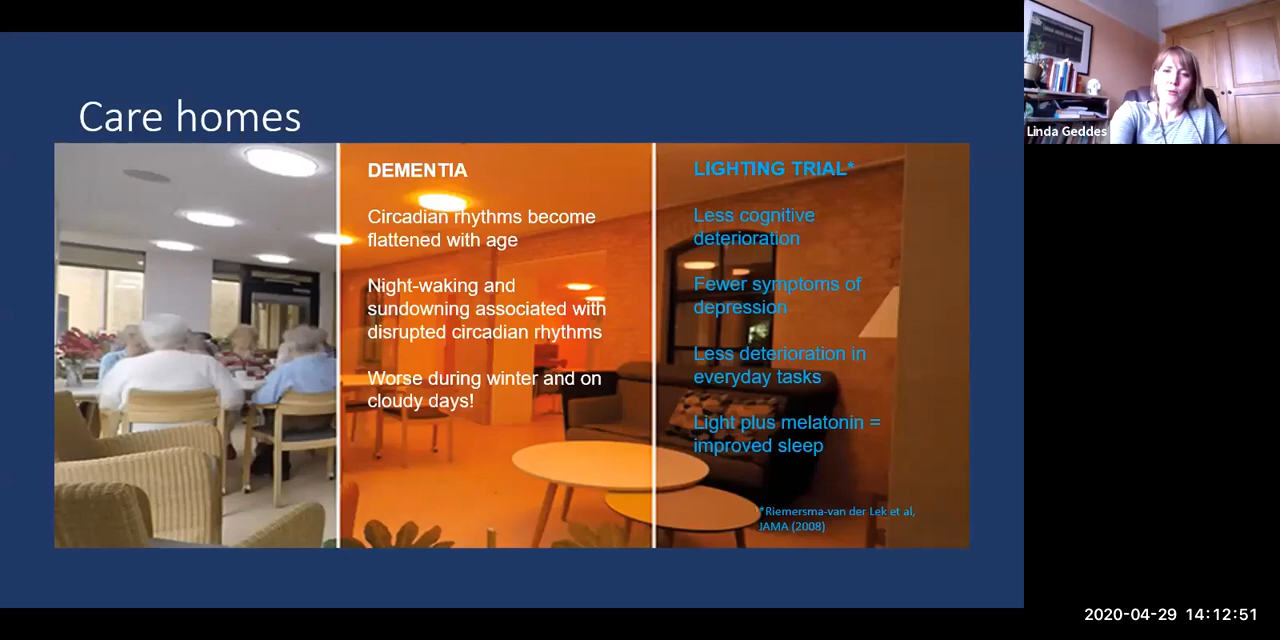 Care homes
DEMENTIA
Circadian rhythms become
flattened with age
Night-waking and
sundowning associated with
disrupted circadian rhythms
Worse during winter and on
cloudy days!
LIGHTING TRIAL*
Less cognitive
deterioration
Fewer symptoms of
depression
Less deterioration in
everyday tasks
Light plus melatonin =
improved sleep
*Riemersma-van der Lek et al,
JAMA (2008)
Linda Geddes
2020-04-29 14:12:51